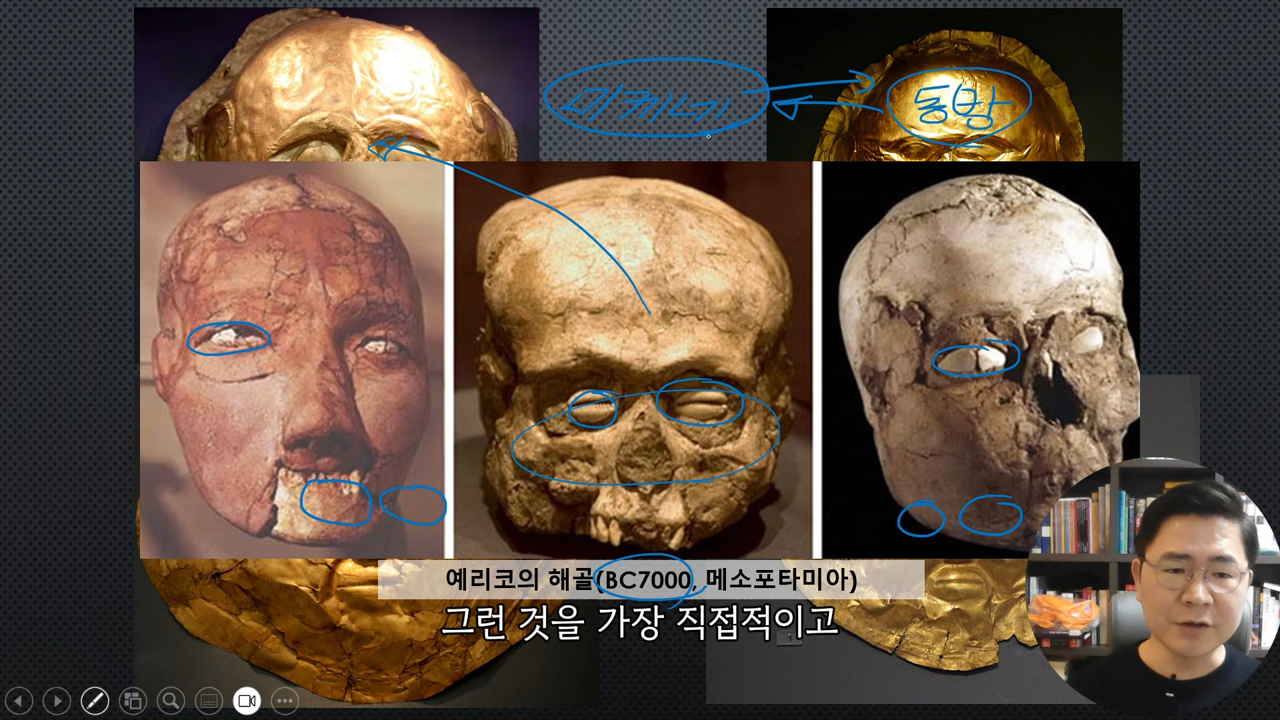 미케네
동방
예리코의 해골(BC7000, 메소포타미아)
그런 것을 가장 직접적이고